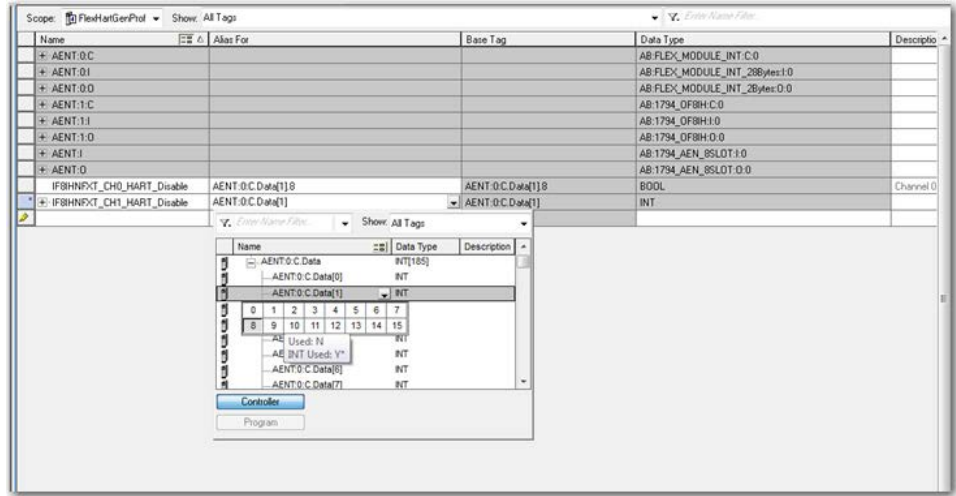 Scope: FlexHartGenProf Show: All Tags Enter Name Filter...
Name Alias For Base Tag Data Type Descriptio
+ AENT:0:C AB:FLEX_MODULE_INT:C:0
+ AENT:0:I AB:FLEX_MODULE_INT_28Bytes:I:0
+ AENT:0:O AB:FLEX_MODULE_INT_2Bytes:O:0
+ AENT:1:C AB:1794_OF8IH:C:0
+ AENT:1:I AB:1794_OF8IH:I:0
+ AENT:1:O AB:1794_OF8IH:O:0
+ AENT:I AB:1794_AEN_8SLOT:I:0
+ AENT:O AB:1794_AEN_8SLOT:O:0
IF8IHNFXT_CH0_HART_Disable AENT:0:C.Data[1].8 AENT:0:C.Data[1].8 BOOL Channel 0
+ IF8IHNFXT_CH1_HART_Disable AENT:0:C.Data[1] AENT:0:C.Data[1] INT
Enter Name Filter... Show: All Tags
Name Data Type Description
AENT:0:C.Data INT[185]
AENT:0:C.Data[0] INT
AENT:0:C.Data[1] INT
0 1 2 3 4 5 6 7
8 9 10 11 12 13 14 15
Used: N INT
INT Used: Y* INT
AENT:0:C.Data[6] INT
AENT:0:C.Data[7] INT
Controller
Program